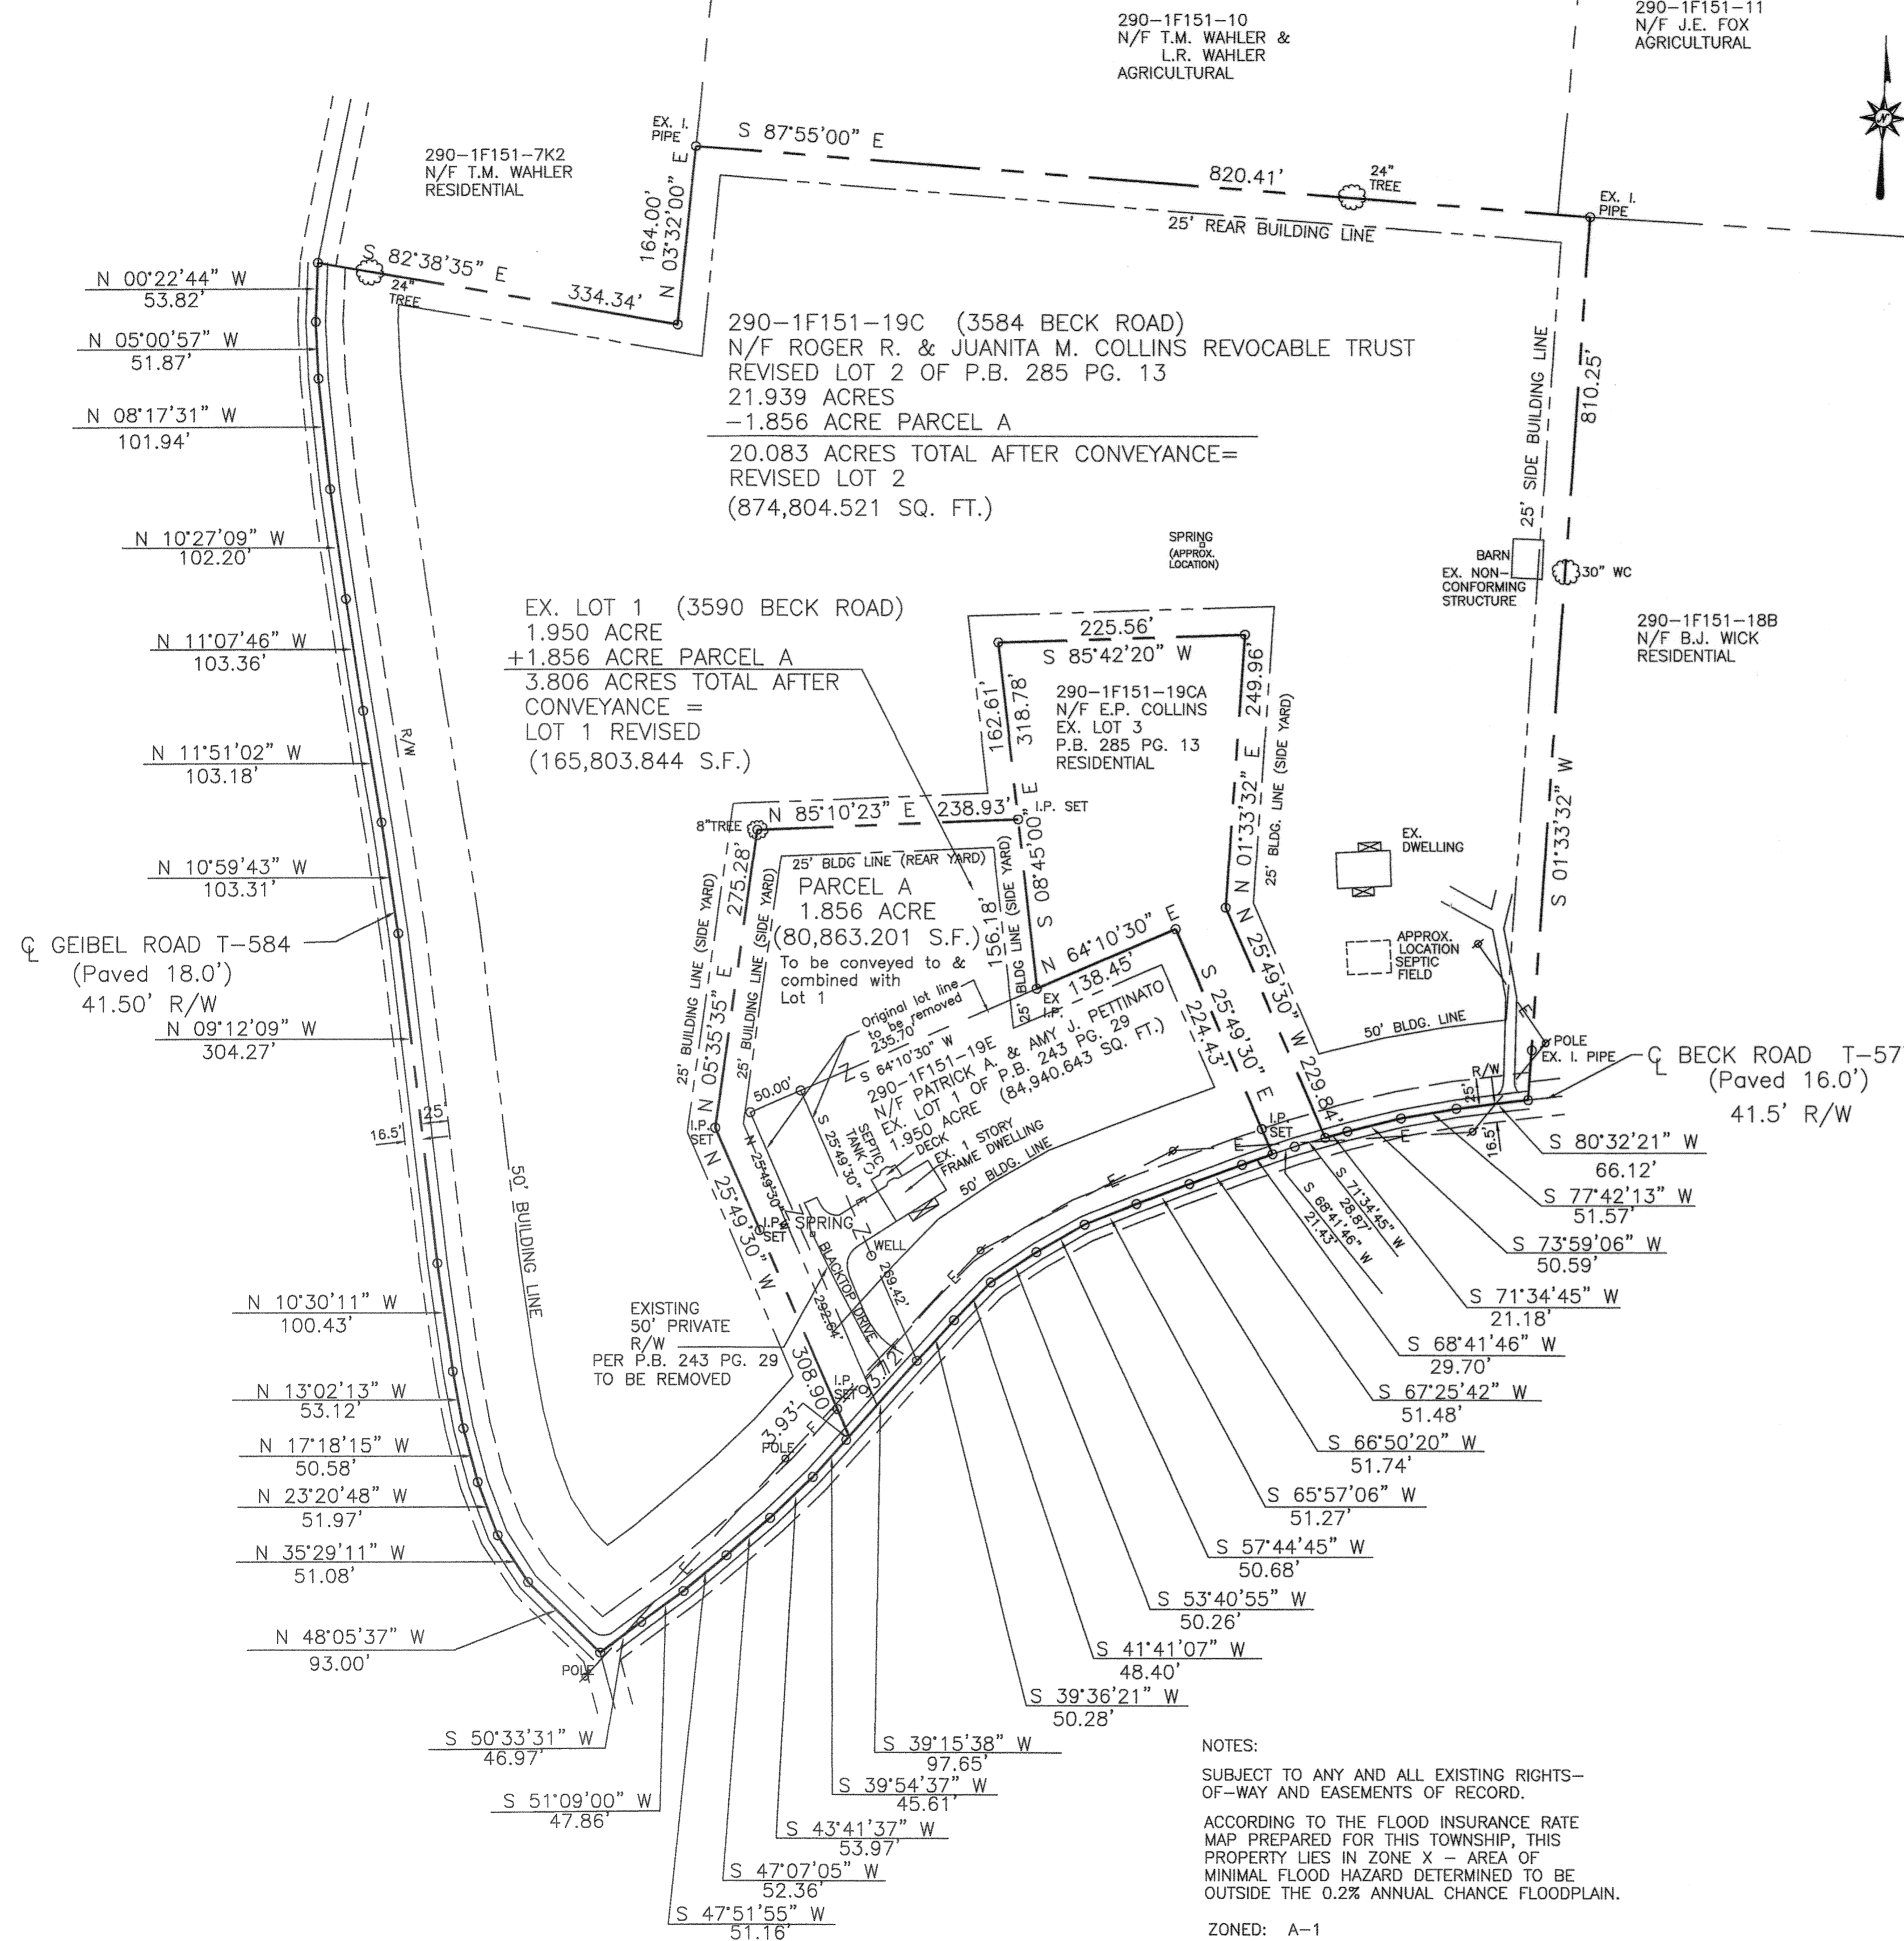 290-1F151-10
N/F T.M. WAHLER &
L.R. WAHLER
AGRICULTURAL
290-1F151-11
N/F J.E. FOX
AGRICULTURAL
N
290-1F151-7K2
N/F T.M. WAHLER
RESIDENTIAL
EX. I.
PIPE
S 87°55'00" E
820.41'
24"
TREE
EX. I.
PIPE
25' REAR BUILDING LINE
164.00'
N 03°32'00" E
S 82°38'35" E
334.34'
24"
TREE
N 00°22'44" W
53.82'
N 05°00'57" W
51.87'
N 08°17'31" W
101.94'
N 10°27'09" W
102.20'
N 11°07'46" W
103.36'
N 11°51'02" W
103.18'
N 10°59'43" W
103.31'
℄ GEIBEL ROAD T-584
(Paved 18.0')
41.50' R/W
N 09°12'09" W
304.27'
R/W
25'
16.5'
50' BUILDING LINE
N 10°30'11" W
100.43'
N 13°02'13" W
53.12'
N 17°18'15" W
50.58'
N 23°20'48" W
51.97'
N 35°29'11" W
51.08'
N 48°05'37" W
93.00'
POLE
290-1F151-19C (3584 BECK ROAD)
N/F ROGER R. & JUANITA M. COLLINS REVOCABLE TRUST
REVISED LOT 2 OF P.B. 285 PG. 13
21.939 ACRES
-1.856 ACRE PARCEL A
20.083 ACRES TOTAL AFTER CONVEYANCE=
REVISED LOT 2
(874,804.521 SQ. FT.)
SPRING
(APPROX.
LOCATION)
25' SIDE BUILDING LINE
810.25'
BARN
EX. NON-
CONFORMING
STRUCTURE
30" WC
290-1F151-18B
N/F B.J. WICK
RESIDENTIAL
S 01°33'32" W
EX. LOT 1 (3590 BECK ROAD)
1.950 ACRE
+1.856 ACRE PARCEL A
3.806 ACRES TOTAL AFTER
CONVEYANCE =
LOT 1 REVISED
(165,803.844 S.F.)
225.56'
S 85°42'20" W
162.61'
318.78'
290-1F151-19CA
N/F E.P. COLLINS
EX. LOT 3
P.B. 285 PG. 13
RESIDENTIAL
249.96'
N 01°33'32" E
25' BLDG. LINE (SIDE YARD)
8"TREE
N 85°10'23" E 238.93'
I.P. SET
S 08°45'00" E
156.18'
25' BLDG LINE (SIDE YARD)
25' BLDG LINE (REAR YARD)
PARCEL A
1.856 ACRE
(80,863.201 S.F.)
To be conveyed to &
combined with
Lot 1
275.28'
N 05°35'35" E
25' BUILDING LINE (SIDE YARD)
25' BUILDING LINE (SIDE YARD)
I.P.
SET
N 64°10'30" E
138.45'
EX
I.P.
Original lot line
to be removed
235.70'
S 64°10'30" W
50.00'
290-1F151-19E
N/F PATRICK A. & AMY J. PETTINATO
EX. LOT 1 OF P.B. 243 PG. 29
1.950 ACRE (84,940.643 SQ. FT.)
SEPTIC
TANK
DECK
EX. 1 STORY
FRAME DWELLING
50' BLDG. LINE
S 25°49'30" E
N 25°49'30" W
S 25°49'30" E
224.43'
N 25°49'30" W 229.84'
I.P.
SET
EX.
DWELLING
APPROX.
LOCATION
SEPTIC
FIELD
50' BLDG. LINE
POLE
EX. I. PIPE
R/W
25'
16.5'
℄ BECK ROAD T-57
(Paved 16.0')
41.5' R/W
E
E
E
E
E
N 25°49'30" W
308.90'
I.P.
SET
SPRING
WELL
BLACKTOP DRIVE
269.42'
292.64'
EXISTING
50' PRIVATE
R/W
PER P.B. 243 PG. 29
TO BE REMOVED
I.P.
SET
3.93'
POLE
E
E
S 80°32'21" W
66.12'
S 77°42'13" W
51.57'
S 73°59'06" W
50.59'
S 71°34'45" W
21.18'
S 71°34'45" W
28.87'
S 68°41'46" W
21.43'
S 68°41'46" W
29.70'
S 67°25'42" W
51.48'
S 66°50'20" W
51.74'
S 65°57'06" W
51.27'
S 57°44'45" W
50.68'
S 53°40'55" W
50.26'
S 41°41'07" W
48.40'
S 39°36'21" W
50.28'
S 39°15'38" W
97.65'
S 39°54'37" W
45.61'
S 43°41'37" W
53.97'
S 47°07'05" W
52.36'
S 47°51'55" W
51.16'
S 51°09'00" W
47.86'
S 50°33'31" W
46.97'
NOTES:
SUBJECT TO ANY AND ALL EXISTING RIGHTS-
OF-WAY AND EASEMENTS OF RECORD.
ACCORDING TO THE FLOOD INSURANCE RATE
MAP PREPARED FOR THIS TOWNSHIP, THIS
PROPERTY LIES IN ZONE X - AREA OF
MINIMAL FLOOD HAZARD DETERMINED TO BE
OUTSIDE THE 0.2% ANNUAL CHANCE FLOODPLAIN.
ZONED: A-1